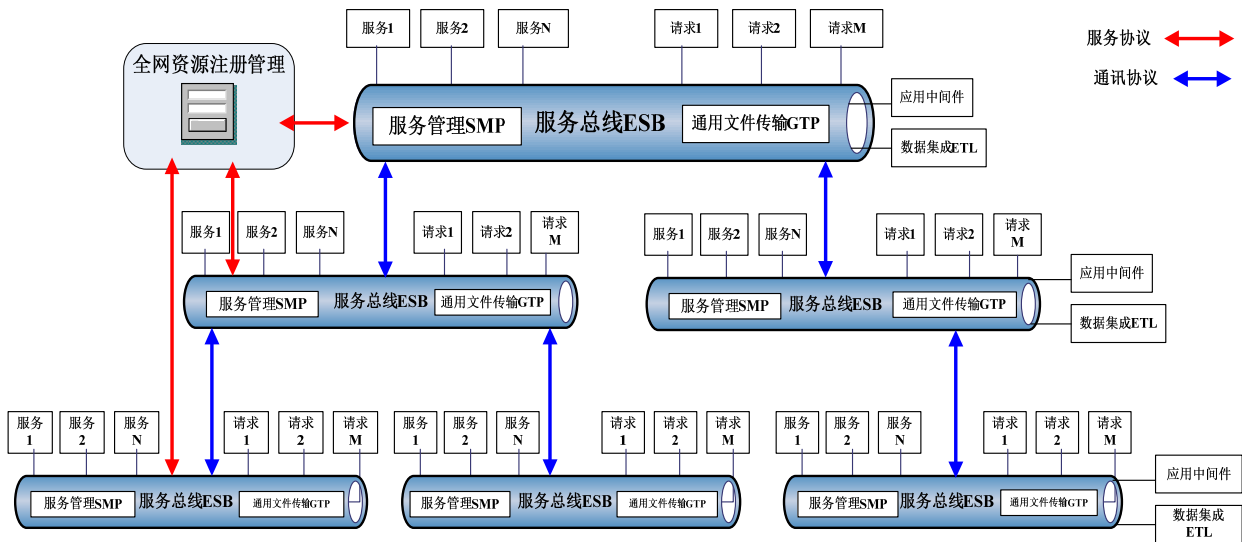 服务1
服务2
服务N
请求1
请求2
请求M
服务协议
通讯协议
全网资源注册管理
服务管理SMP
服务总线ESB
通用文件传输GTP
应用中间件
数据集成ETL
服务1
服务2
服务N
请求1
请求2
请求
M
服务管理SMP
服务总线ESB
通用文件传输GTP
服务1
服务2
服务N
请求1
请求2
请求
M
服务管理SMP
服务总线ESB
通用文件传输GTP
应用中间件
数据集成ETL
服务
1
服务
2
服务
N
请求
1
请求
2
请求
M
服务管理SMP
服务总线ESB
通用文件传输GTP
服务
1
服务
2
服务
N
请求
1
请求
2
请求
M
服务管理SMP
服务总线ESB
通用文件传输GTP
服务
1
服务
2
服务
N
请求
1
请求
2
请求
M
服务管理SMP
服务总线ESB
通用文件传输GTP
应用中间件
数据集成
ETL